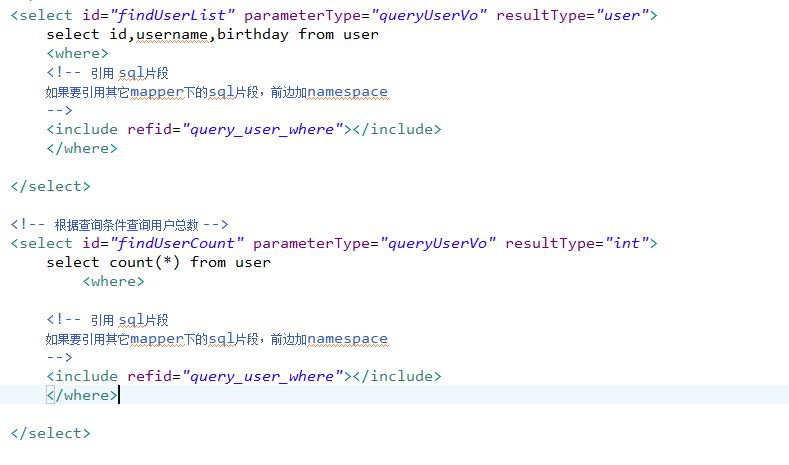 <select id="findUserList" parameterType="queryUserVo" resultType="user">
select id,username,birthday from user
<where>
<!-- 引用 sql片段
如果要引用其它mapper下的sql片段，前边加namespace
-->
<include refid="query_user_where"></include>
</where>
</select>
<!-- 根据查询条件查询用户总数 -->
<select id="findUserCount" parameterType="queryUserVo" resultType="int">
select count(*) from user
<where>
<!-- 引用 sql片段
如果要引用其它mapper下的sql片段，前边加namespace
-->
<include refid="query_user_where"></include>
</where>
</select>